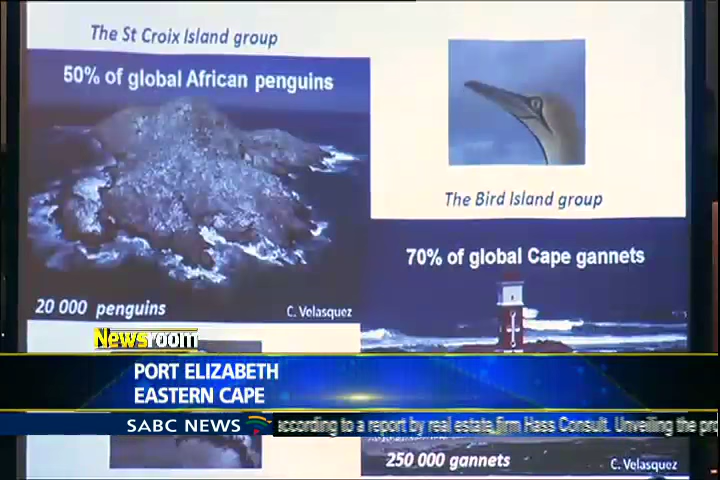 The St Croix Island group
50% of global African penguins
20 000 penguins
C. Velasquez
The Bird Island group
70% of global Cape gannets
Newsroom
PORT ELIZABETH
EASTERN CAPE
SABC NEWS
according to a report by real estate,firm Hass Consult. Unveiling the pro
250 000 gannets
C. Velasquez